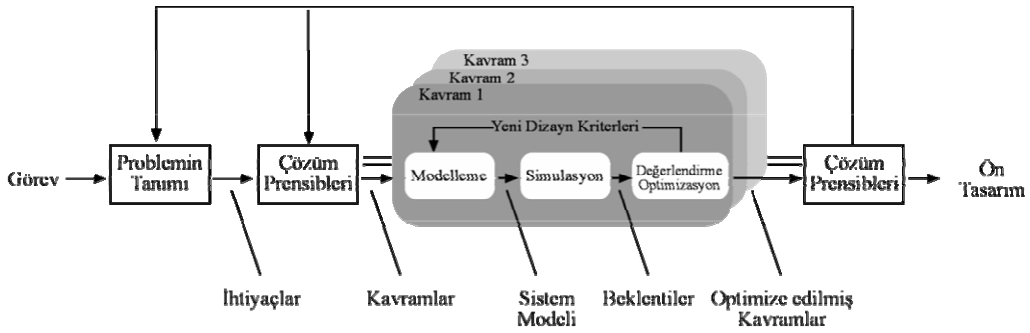 Kavram 3
Kavram 2
Kavram 1
Yeni Dizayn Kriterleri
Görev
Problemin
Tanımı
Çözüm
Prensibleri
Modelleme
Simulasyon
Değerlendirme
Optimizasyon
Çözüm
Prensibleri
Ön
Tasarım
İhtiyaçlar
Kavramlar
Sistem
Modeli
Beklentiler
Optimize edilmiş
Kavramlar